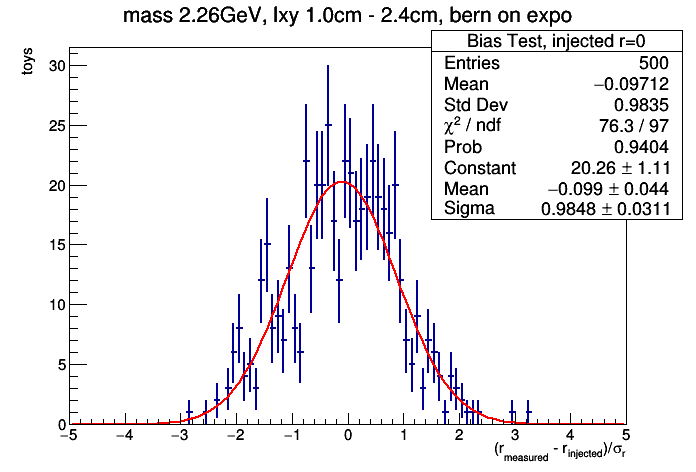 mass 2.26GeV, lxy 1.0cm - 2.4cm, bern on expo
Bias Test, injected r=0
Entries 500
Mean −0.09712
Std Dev 0.9835
χ² / ndf 76.3 / 97
Prob 0.9404
Constant 20.26 ± 1.11
Mean −0.099 ± 0.044
Sigma 0.9848 ± 0.0311
toys
30
25
20
15
10
5
0
−5 −4 −3 −2 −1 0 1 2 3 4 5
(r_measured - r_injected)/σ_r